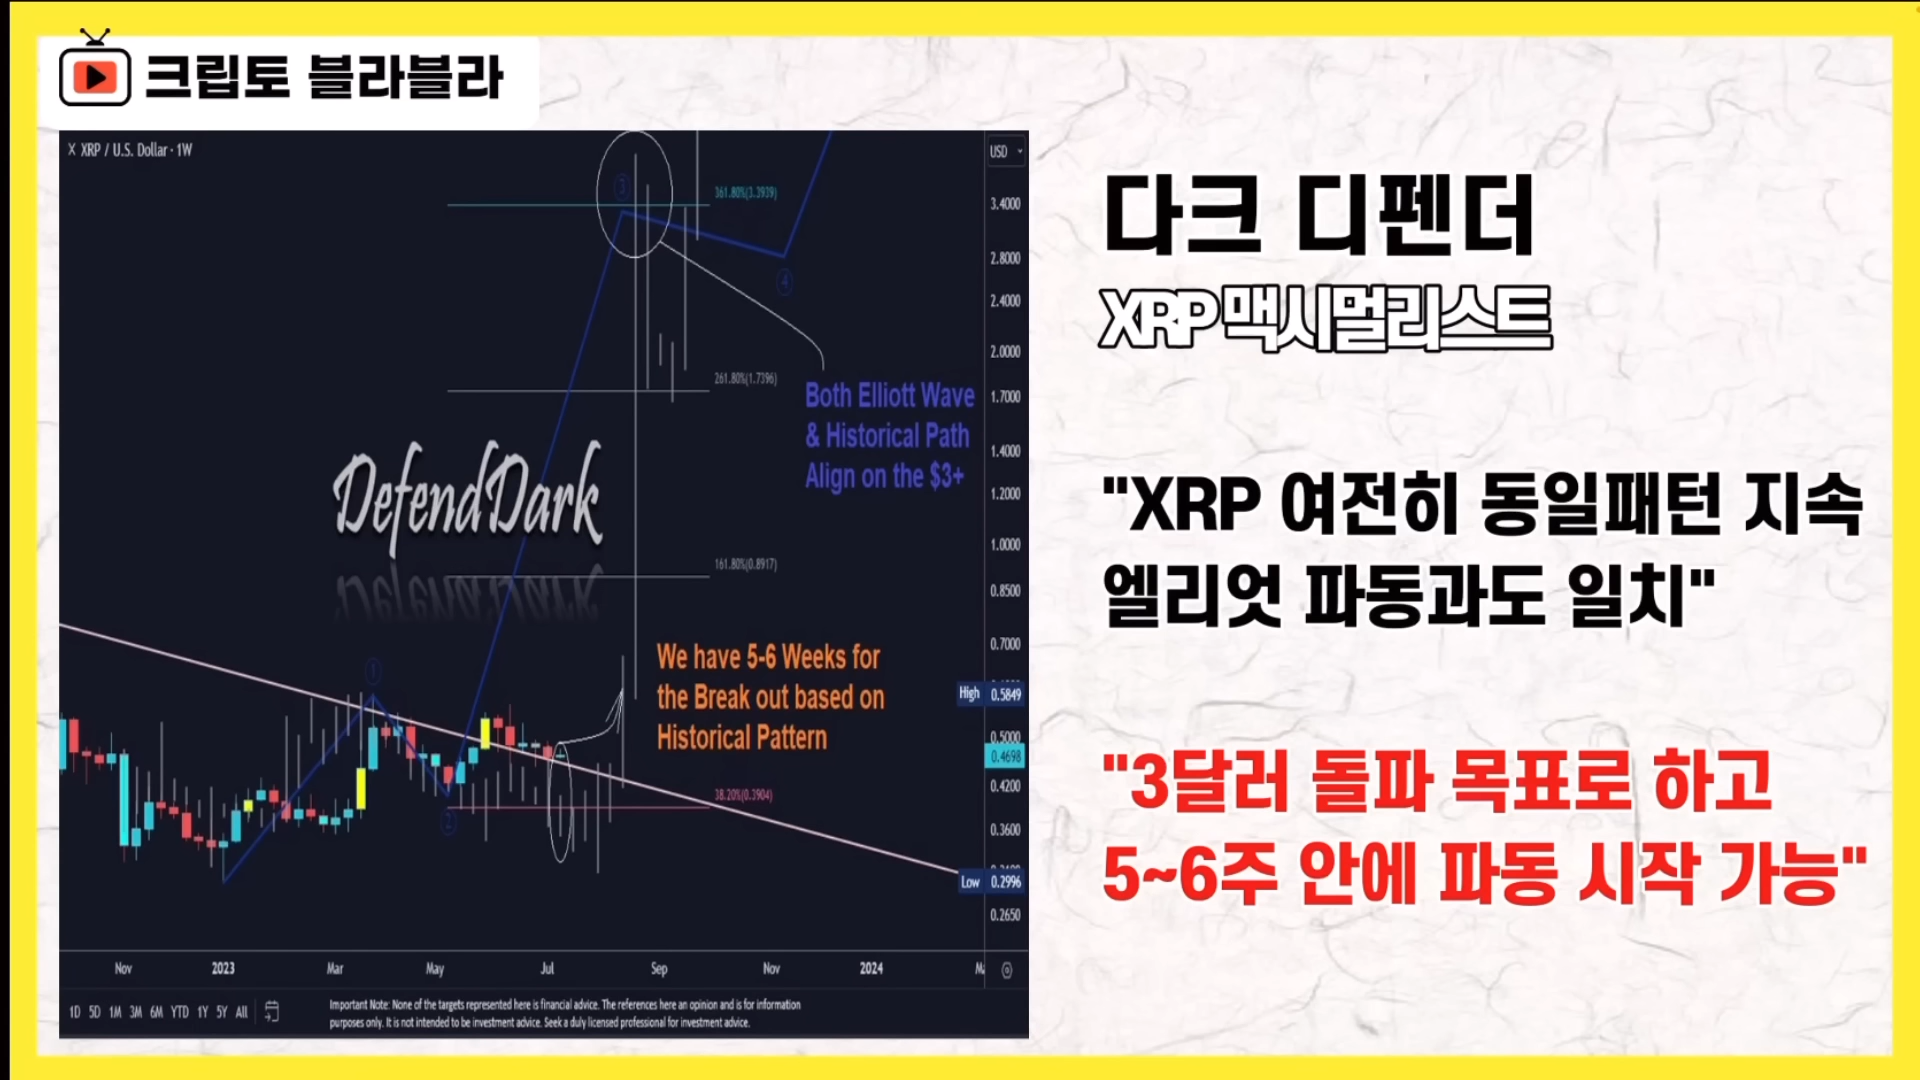 크립토 블라블라
XRP / U.S. Dollar · 1W
USD
361.80%(3.3939)
3.4000
3
2.8000
4
2.4000
2.0000
261.80%(1.7396)
1.7000
Both Elliott Wave
& Historical Path
Align on the $3+
1.4000
1.2000
DefendDark
1.0000
161.80%(0.8917)
0.8500
0.7000
We have 5-6 Weeks for
the Break out based on
Historical Pattern
1
High 0.5849
0.5000
0.4698
0.4200
38.20%(0.3904)
2
0.3600
Low 0.2996
0.2650
Nov 2023 Mar May Jul Sep Nov 2024
1D 5D 1M 3M 6M YTD 1Y 5Y All
Important Note: None of the targets represented here is financial advice. The references here an opinion and is for information
purposes only. It is not intended to be investment advice. Seek a duly licensed professional for investment advice.
다크 디펜더
XRP 맥시멀리스트
"XRP 여전히 동일패턴 지속
엘리엇 파동과도 일치"
"3달러 돌파 목표로 하고
5~6주 안에 파동 시작 가능"